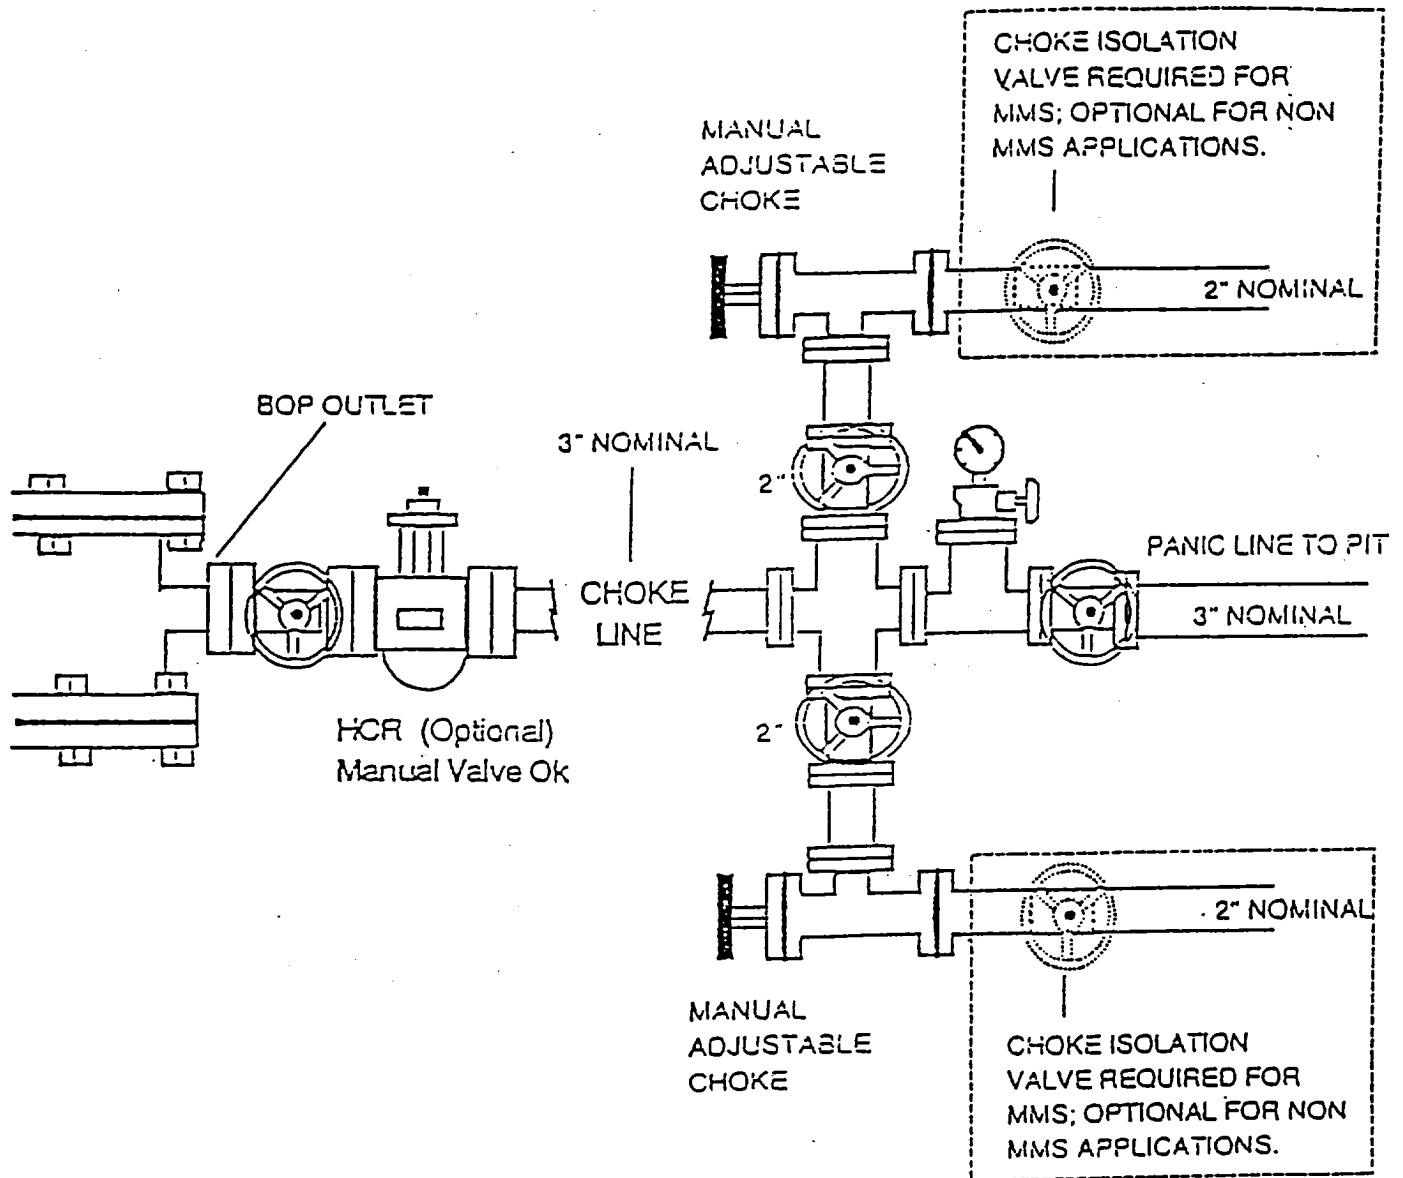 CHOKE ISOLATION
VALVE REQUIRED FOR
MMS; OPTIONAL FOR NON
MMS APPLICATIONS.
MANUAL
ADJUSTABLE
CHOKE
2" NOMINAL
BOP OUTLET
3" NOMINAL
2"
PANIC LINE TO PIT
CHOKE
LINE
3" NOMINAL
HCR (Optional)
Manual Valve Ok
2"
2" NOMINAL
MANUAL
ADJUSTABLE
CHOKE
CHOKE ISOLATION
VALVE REQUIRED FOR
MMS; OPTIONAL FOR NON
MMS APPLICATIONS.